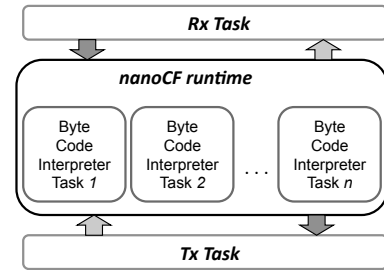 Rx Task
nanoCF runtime
Byte
Code
Interpreter
Task 1
Byte
Code
Interpreter
Task 2
. . .
Byte
Code
Interpreter
Task n
Tx Task